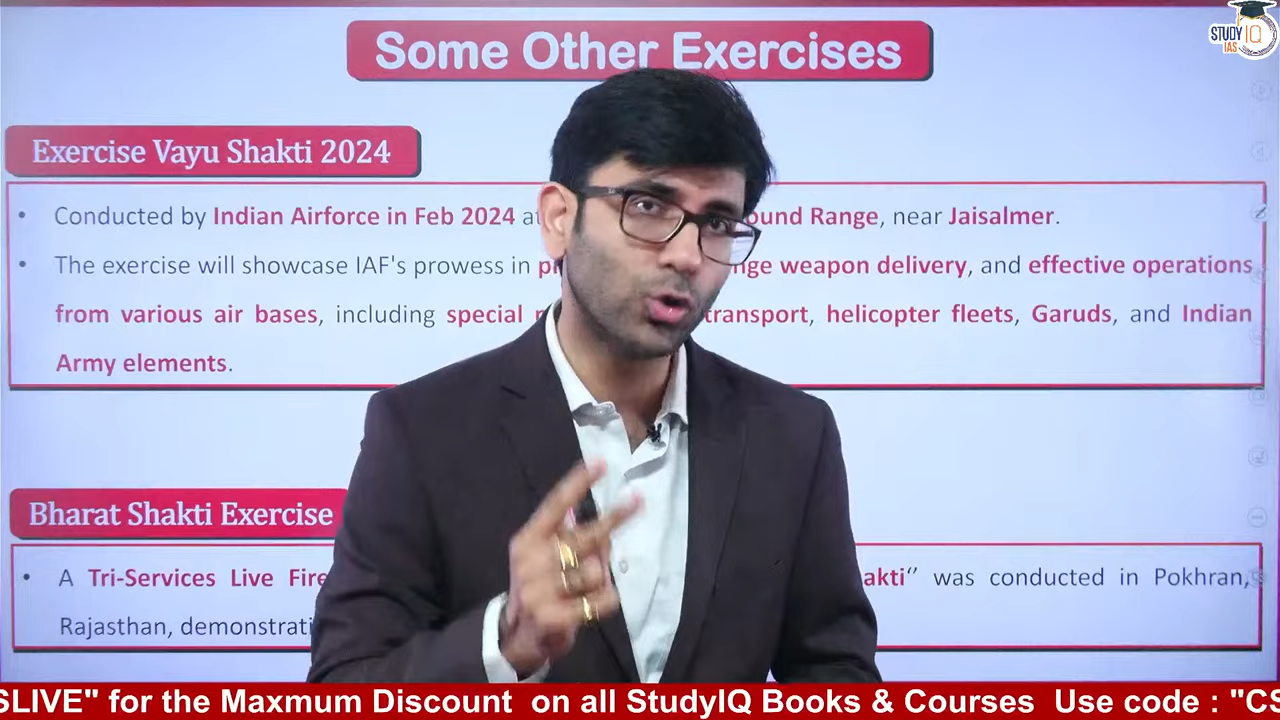 Some Other Exercises
STUDY IQ
IAS
Exercise Vayu Shakti 2024
• Conducted by Indian Airforce in Feb 2024 at ound Range, near Jaisalmer.
• The exercise will showcase IAF's prowess in nge weapon delivery, and effective operations
from various air bases, including special transport, helicopter fleets, Garuds, and Indian
Army elements.
Bharat Shakti Exercise
• A Tri-Services Live Fire akti” was conducted in Pokhran,
Rajasthan, demonstrati
SLIVE" for the Maxmum Discount on all StudyIQ Books & Courses Use code : "CS